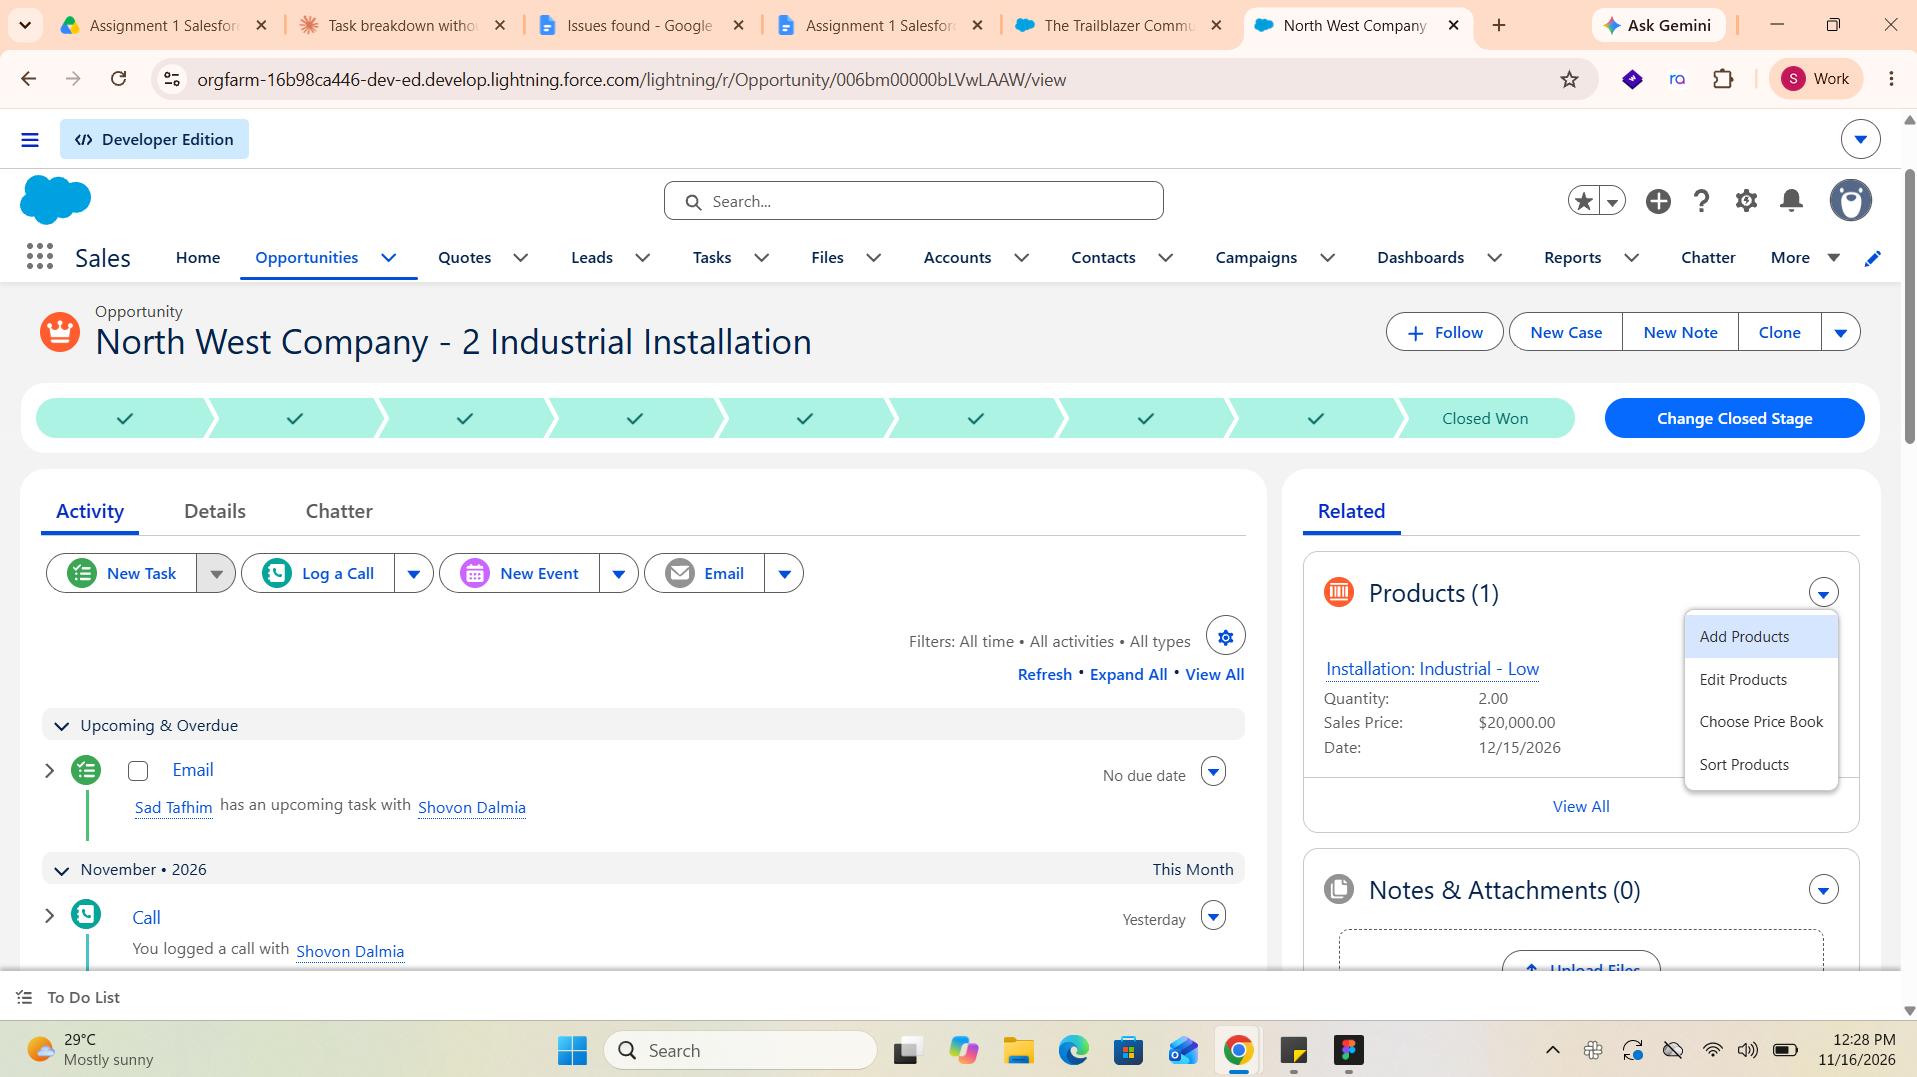 Assignment 1 Salesfor
Task breakdown witho
Issues found - Google
Assignment 1 Salesfor
The Trailblazer Commu
North West Company
Ask Gemini
orgfarm-16b98ca446-dev-ed.develop.lightning.force.com/lightning/r/Opportunity/006bm00000bLVwLAAW/view
ra
S Work
</> Developer Edition
Search...
Sales
Home
Opportunities
Quotes
Leads
Tasks
Files
Accounts
Contacts
Campaigns
Dashboards
Reports
Chatter
More
Opportunity
North West Company - 2 Industrial Installation
Follow
New Case
New Note
Clone
Closed Won
Change Closed Stage
Activity
Details
Chatter
New Task
Log a Call
New Event
Email
Filters: All time • All activities • All types
Refresh • Expand All • View All
Upcoming & Overdue
Email
No due date
Sad Tafhim has an upcoming task with Shovon Dalmia
November • 2026
This Month
Call
Yesterday
You logged a call with Shovon Dalmia
Related
Products (1)
Add Products
Edit Products
Choose Price Book
Sort Products
Installation: Industrial - Low
Quantity: 2.00
Sales Price: $20,000.00
Date: 12/15/2026
View All
Notes & Attachments (0)
Upload Files
To Do List
29°C
Mostly sunny
Search
12:28 PM
11/16/2026